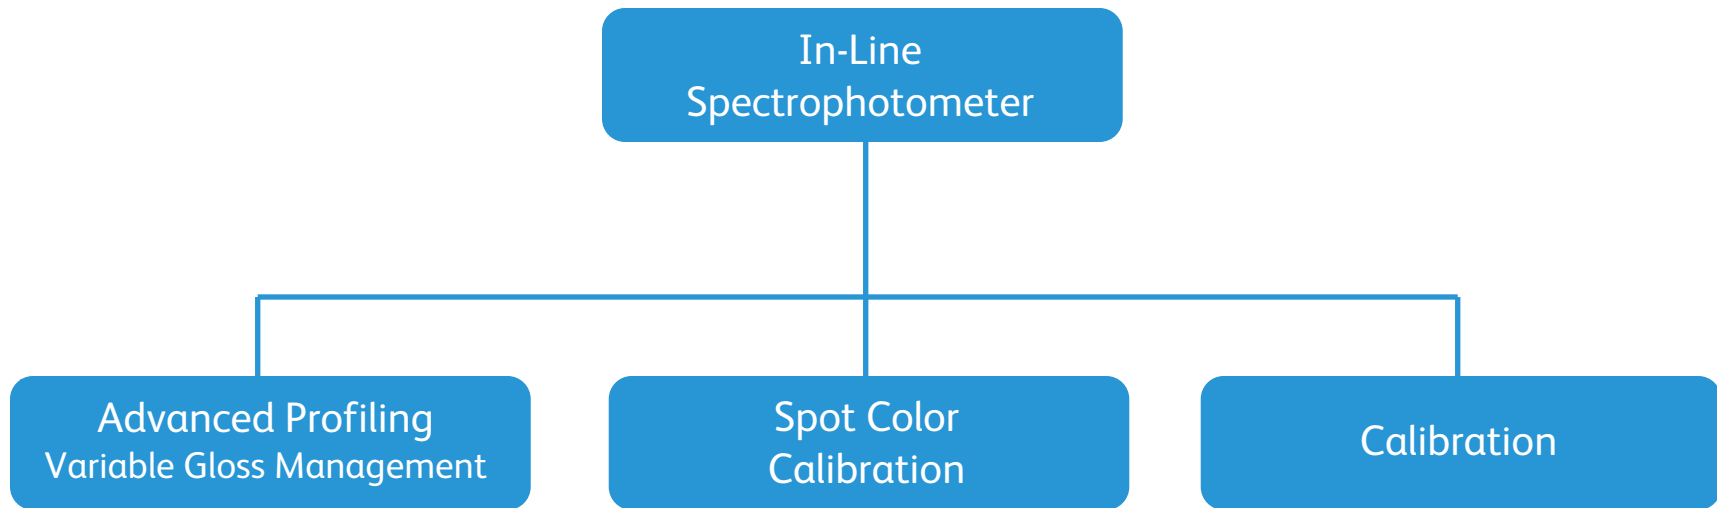 In-Line
Spectrophotometer
Advanced Profiling
Variable Gloss Management
Spot Color
Calibration
Calibration